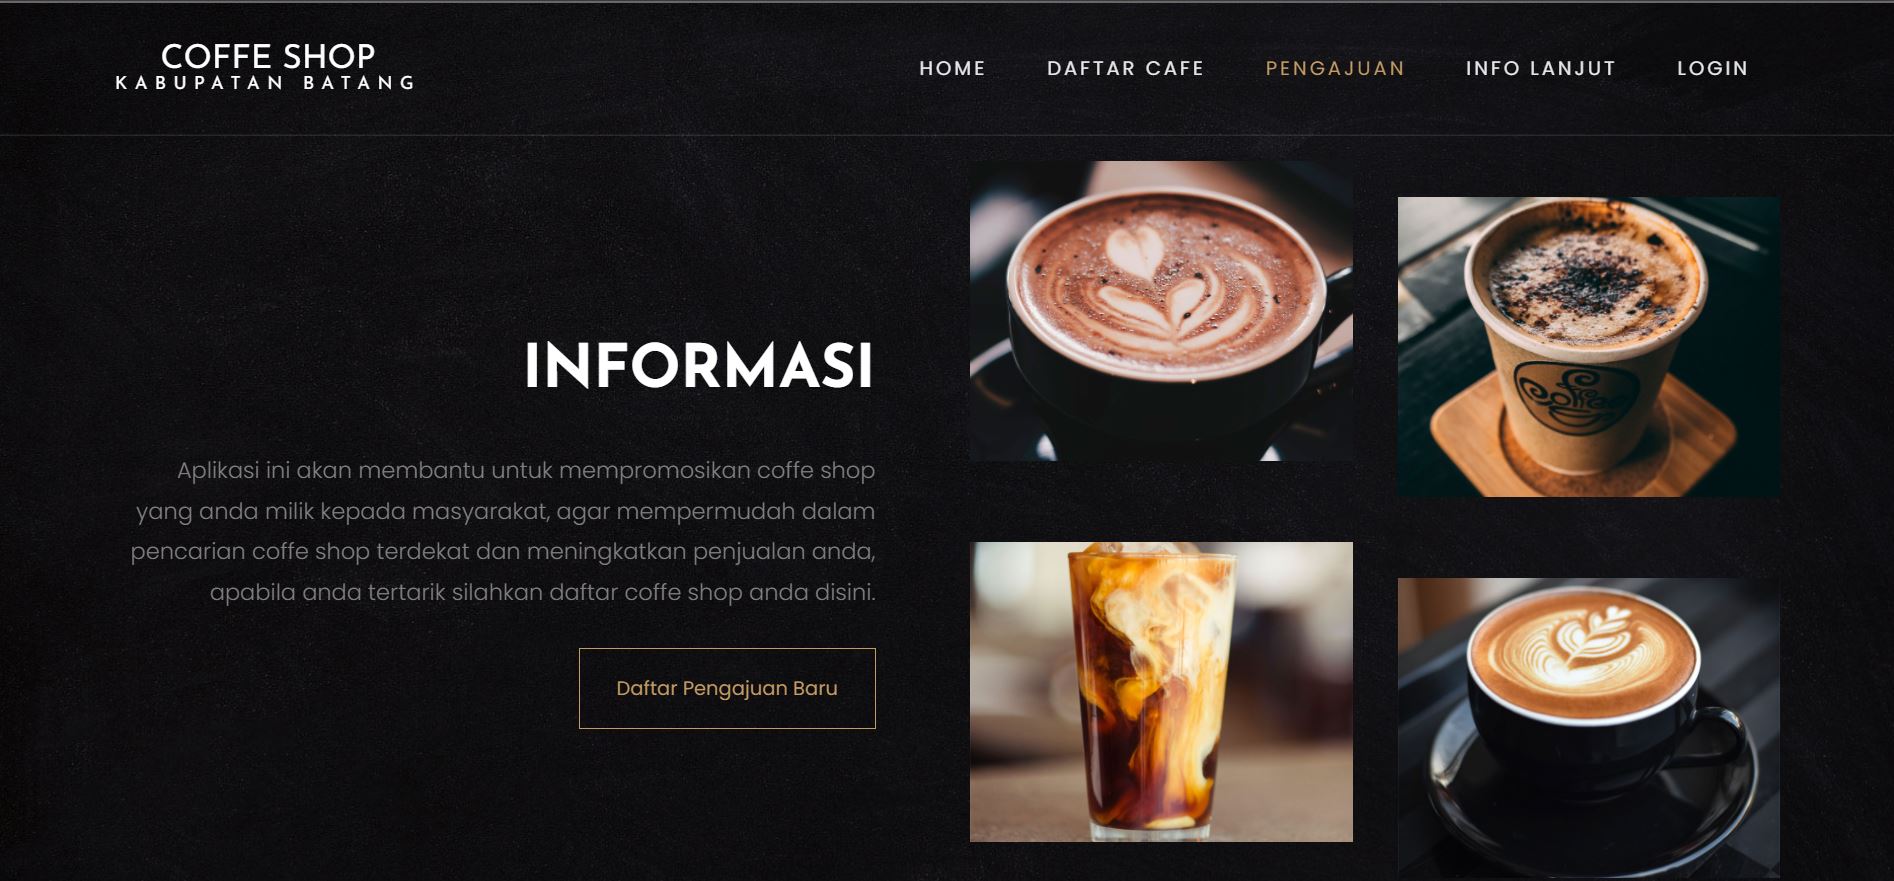 COFFE SHOP
KABUPATAN BATANG
HOME
DAFTAR CAFE
PENGAJUAN
INFO LANJUT
LOGIN
INFORMASI
Aplikasi ini akan membantu untuk mempromosikan coffe shop
yang anda milik kepada masyarakat, agar mempermudah dalam
pencarian coffe shop terdekat dan meningkatkan penjualan anda,
apabila anda tertarik silahkan daftar coffe shop anda disini.
Daftar Pengajuan Baru